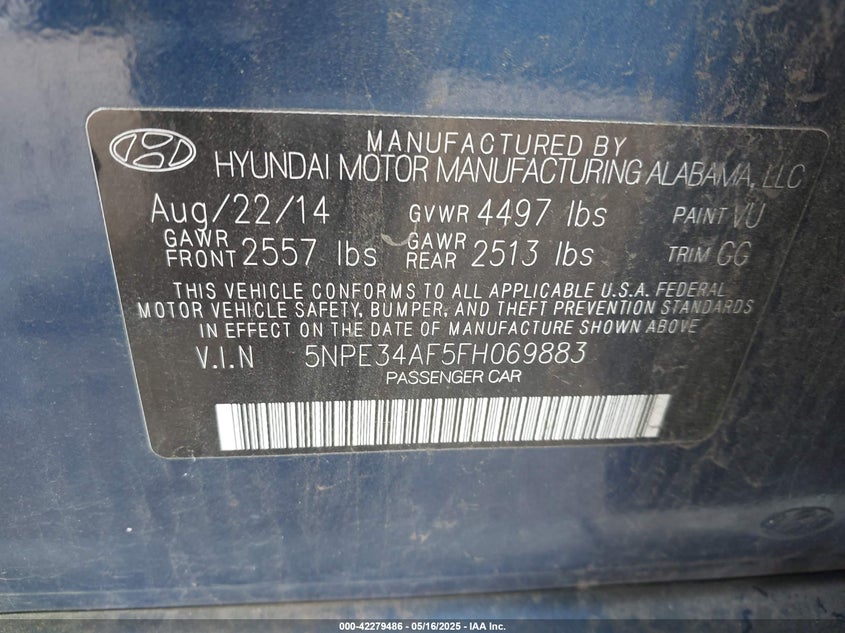 MANUFACTURED BY
HYUNDAI MOTOR MANUFACTURING ALABAMA, LLC
Aug/22/14 GVWR 4497 lbs PAINT VU
GAWR FRONT 2557 lbs GAWR REAR 2513 lbs TRIM GG
THIS VEHICLE CONFORMS TO ALL APPLICABLE U.S.A. FEDERAL
MOTOR VEHICLE SAFETY, BUMPER, AND THEFT PREVENTION STANDARDS
IN EFFECT ON THE DATE OF MANUFACTURE SHOWN ABOVE
V.I.N 5NPE34AF5FH069883
PASSENGER CAR
000-42279486 - 05/16/2025 - IAA Inc.